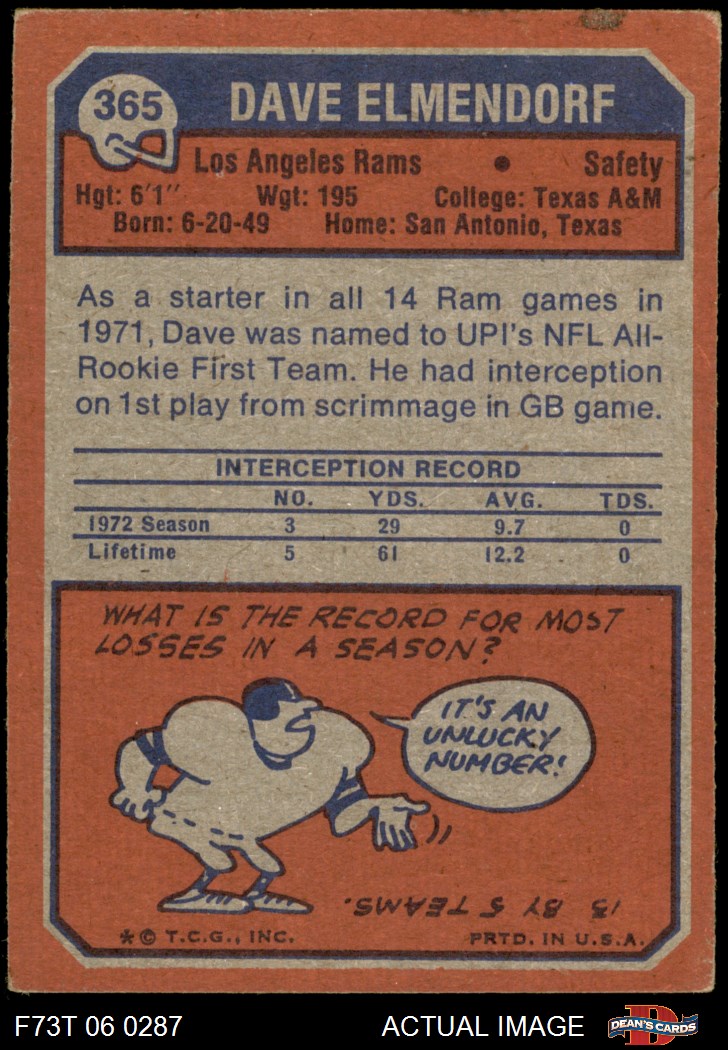 365
DAVE ELMENDORF
Los Angeles Rams • Safety
Hgt: 6'1" Wgt: 195 College: Texas A&M
Born: 6-20-49 Home: San Antonio, Texas
As a starter in all 14 Ram games in
1971, Dave was named to UPI's NFL All-
Rookie First Team. He had interception
on 1st play from scrimmage in GB game.
INTERCEPTION RECORD
NO. YDS. AVG. TDS.
1972 Season 3 29 9.7 0
Lifetime 5 61 12.2 0
WHAT IS THE RECORD FOR MOST
LOSSES IN A SEASON?
IT'S AN
UNLUCKY
NUMBER!
13 BY 5 TEAMS.
*© T.C.G., INC. PRTD. IN U.S.A.
F73T 06 0287 ACTUAL IMAGE DEAN'S CARDS